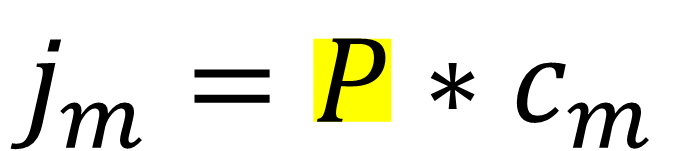 j_m = P * c_m